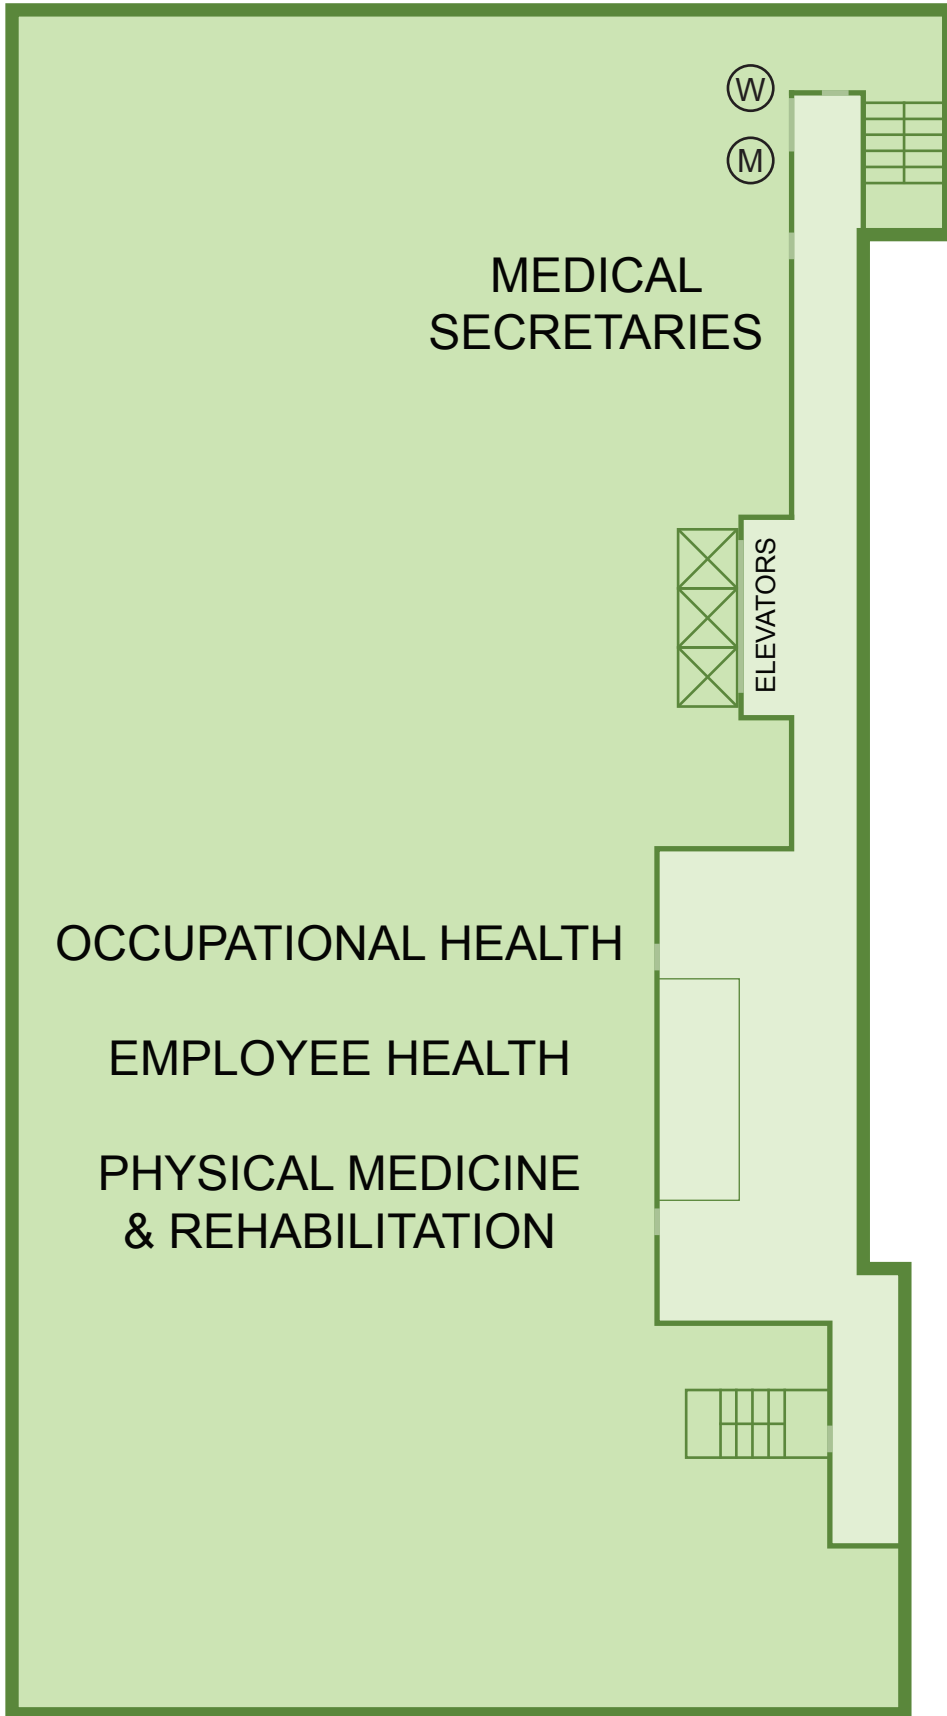 W
M
MEDICAL
SECRETARIES
ELEVATORS
OCCUPATIONAL HEALTH
EMPLOYEE HEALTH
PHYSICAL MEDICINE
& REHABILITATION